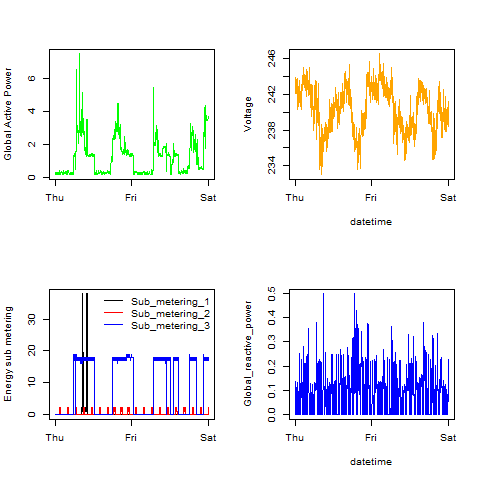 Global Active Power
0 2 4 6
Thu Fri Sat
Voltage
234 238 242 246
Thu Fri Sat
datetime
Energy sub metering
0 10 20 30
Sub_metering_1
Sub_metering_2
Sub_metering_3
Thu Fri Sat
Global_reactive_power
0.0 0.1 0.2 0.3 0.4 0.5
Thu Fri Sat
datetime